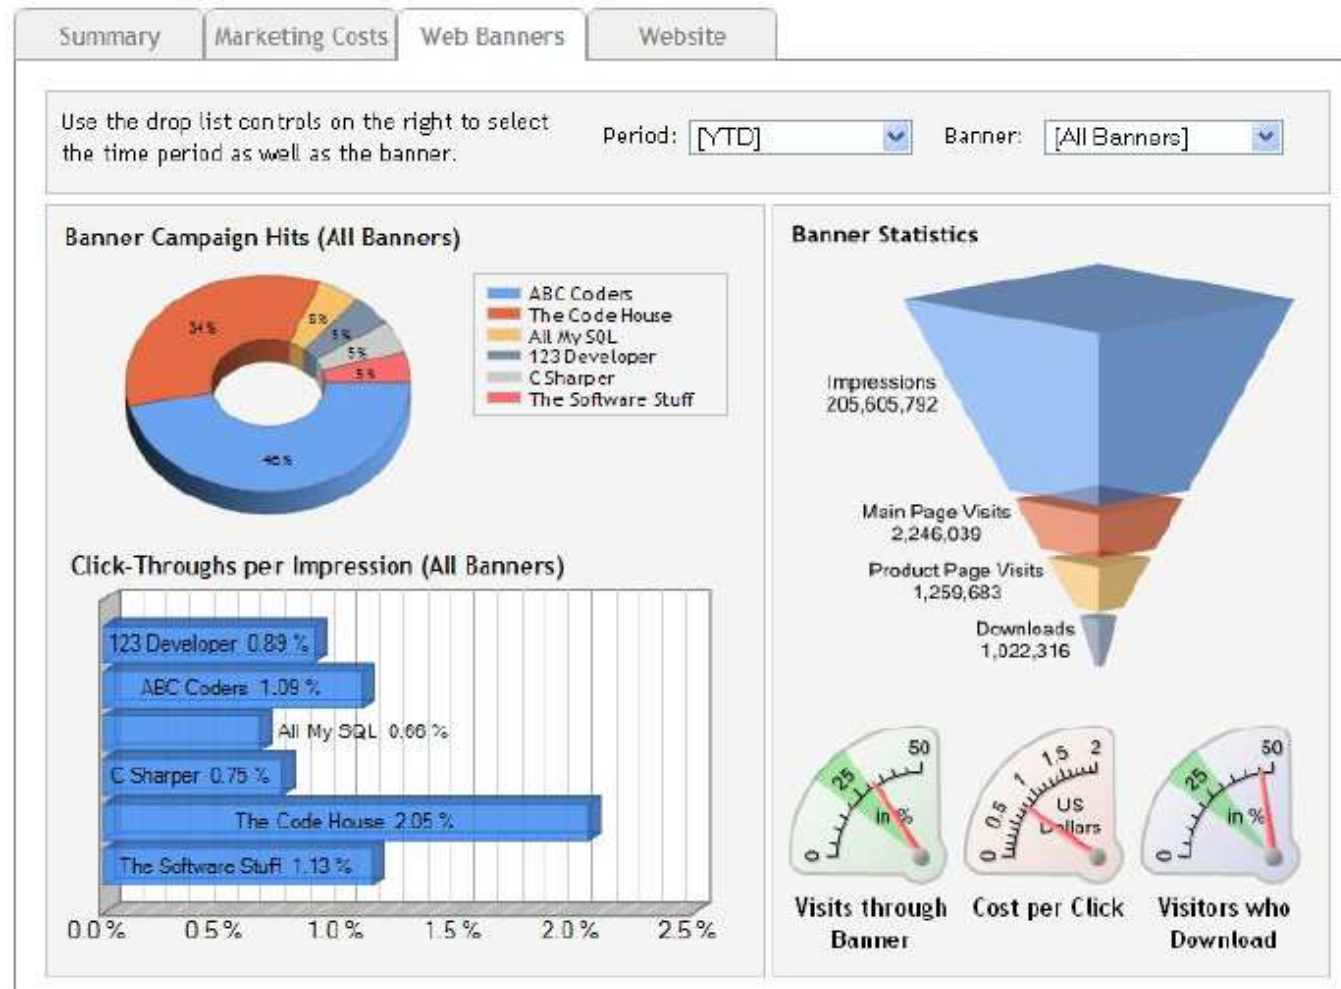 Summary
Marketing Costs
Web Banners
Website
Use the drop list controls on the right to select
the time period as well as the banner.
Period: [YTD]
Banner: [All Banners]
Banner Campaign Hits (All Banners)
34 %
5 %
5 %
5 %
5 %
46 %
ABC Coders
The Code House
All My SQL
123 Developer
C Sharper
The Software Stuff
Click-Throughs per Impression (All Banners)
123 Developer 0.89 %
ABC Coders 1.09 %
All My SQL 0.66 %
C Sharper 0.75 %
The Code House 2.05 %
The Software Stuff 1.13 %
0.0 % 0.5 % 1.0 % 1.5 % 2.0 % 2.5 %
Banner Statistics
Impressions
205,605,792
Main Page Visits
2,246,039
Product Page Visits
1,259,683
Downloads
1,022,316
0 25 50
in %
Visits through
Banner
0 0.5 1 1.5 2
US
Dollars
Cost per Click
0 25 50
in %
Visitors who
Download